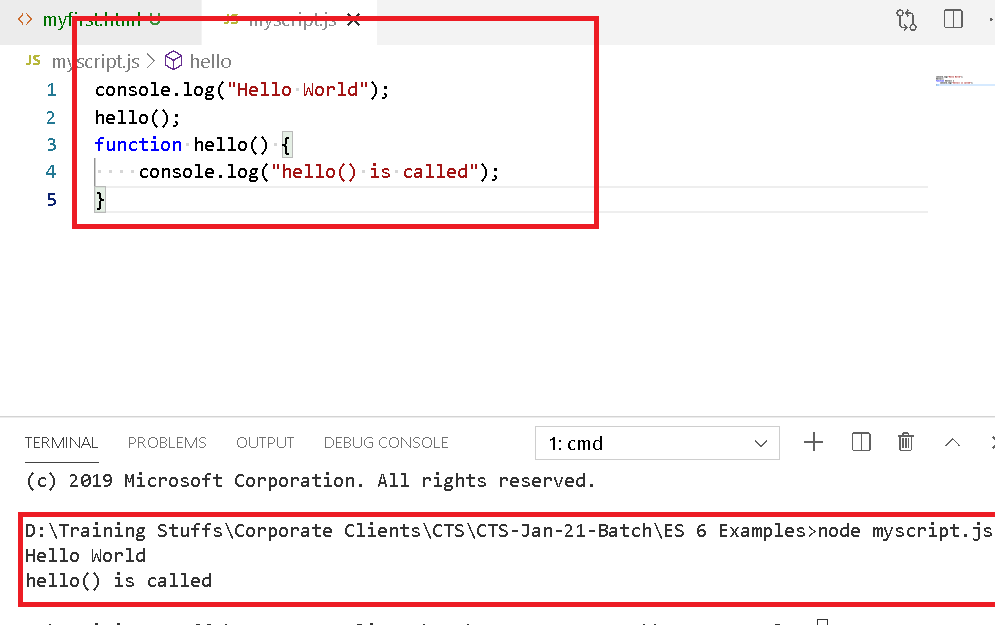 <> myfirst.html U JS myscript.js ×
JS myscript.js > hello
1 console.log("Hello World");
2 hello();
3 function hello() {
4 console.log("hello() is called");
5 }
TERMINAL PROBLEMS OUTPUT DEBUG CONSOLE 1: cmd
(c) 2019 Microsoft Corporation. All rights reserved.
D:\Training Stuffs\Corporate Clients\CTS\CTS-Jan-21-Batch\ES 6 Examples>node myscript.js
Hello World
hello() is called